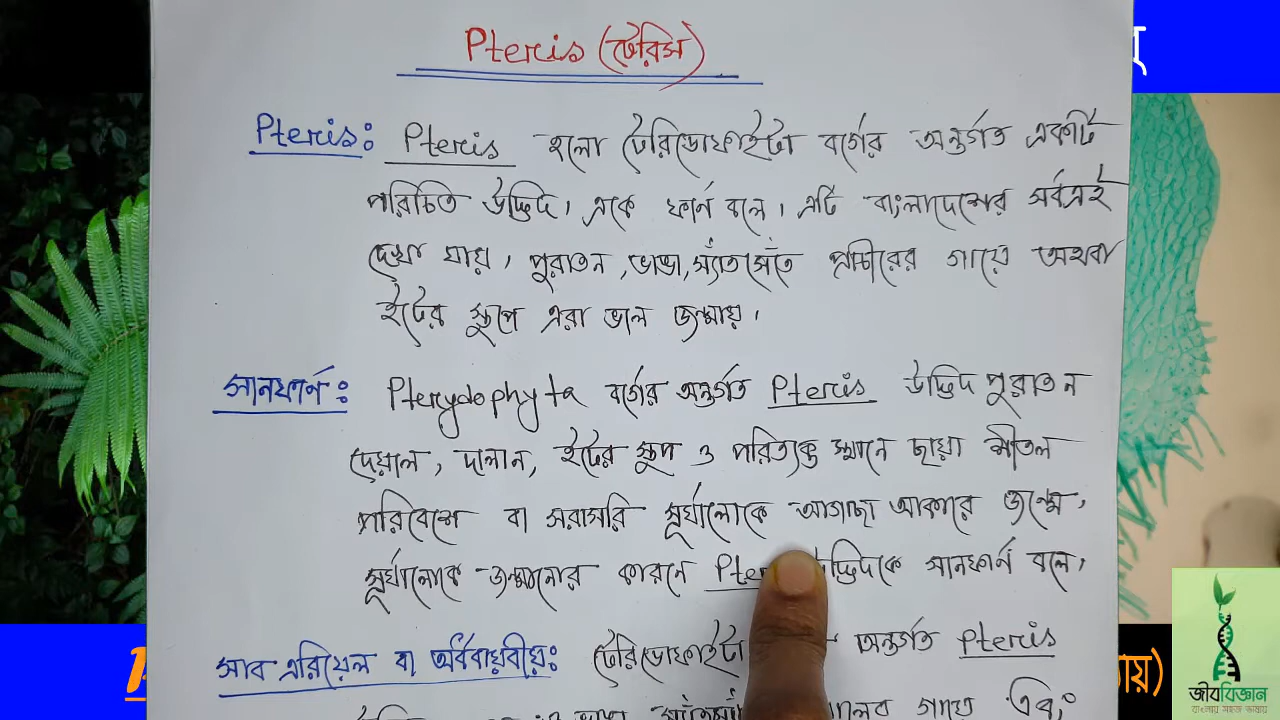 Pteris (টেরিস)
Pteris: Pteris হলো টেরিডোফাইটা বর্গের অন্তর্গত একটি
পরিচিত উদ্ভিদ। একে ফার্ন বলে। এটি বাংলাদেশের সর্বত্রই
দেখা যায়। পুরাতন, ভাঙা, স্যাঁতসেঁতে প্রাচীরের গায়ে অথবা
ইটের স্তুপে এরা ভাল জন্মায়।
সানফার্ন: Pterydophyta বর্গের অন্তর্গত Pteris উদ্ভিদ পুরাতন
দেয়াল, দালান, ইটের স্তুপ ও পরিত্যক্ত স্থানে ছায়া শীতল
পরিবেশে বা সরাসরি সূর্যালোকে আগাছা আকারে জন্মে।
সূর্যালোকে জন্মানোর কারনে Pter উদ্ভিদকে সানফার্ন বলে।
সাব এরিয়েল বা অর্ধবায়বীয়: টেরিডোফাইটা অন্তর্গত Pteris
জীববিজ্ঞান
বাংলায় সহজ ভাষায়